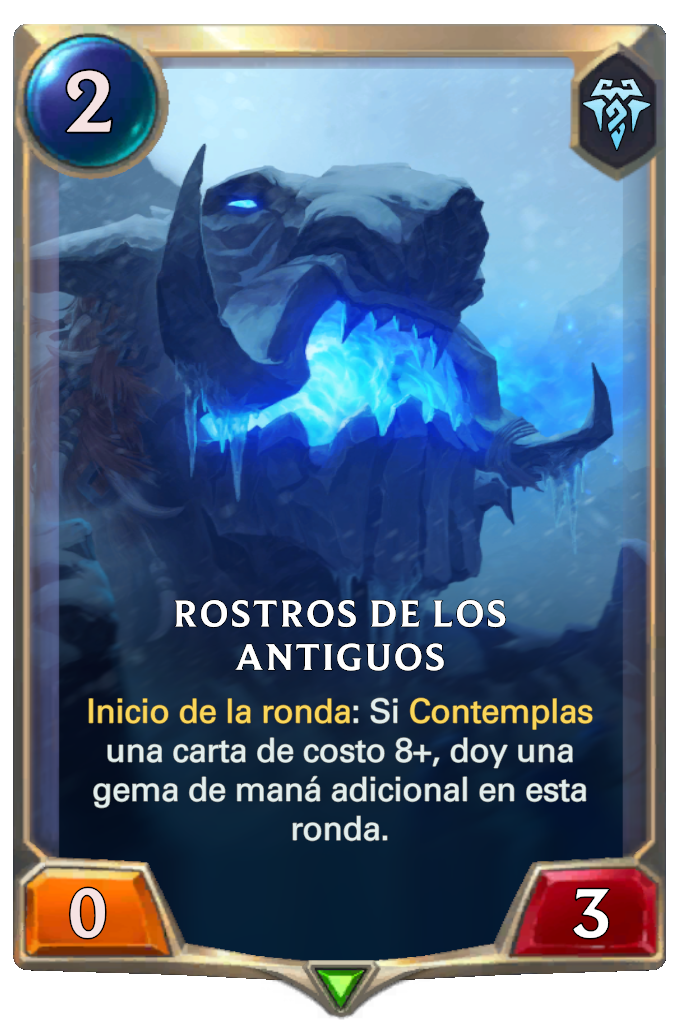 2
ROSTROS DE LOS
ANTIGUOS
Inicio de la ronda: Si Contemplas
una carta de costo 8+, doy una
gema de maná adicional en esta
ronda.
0
3